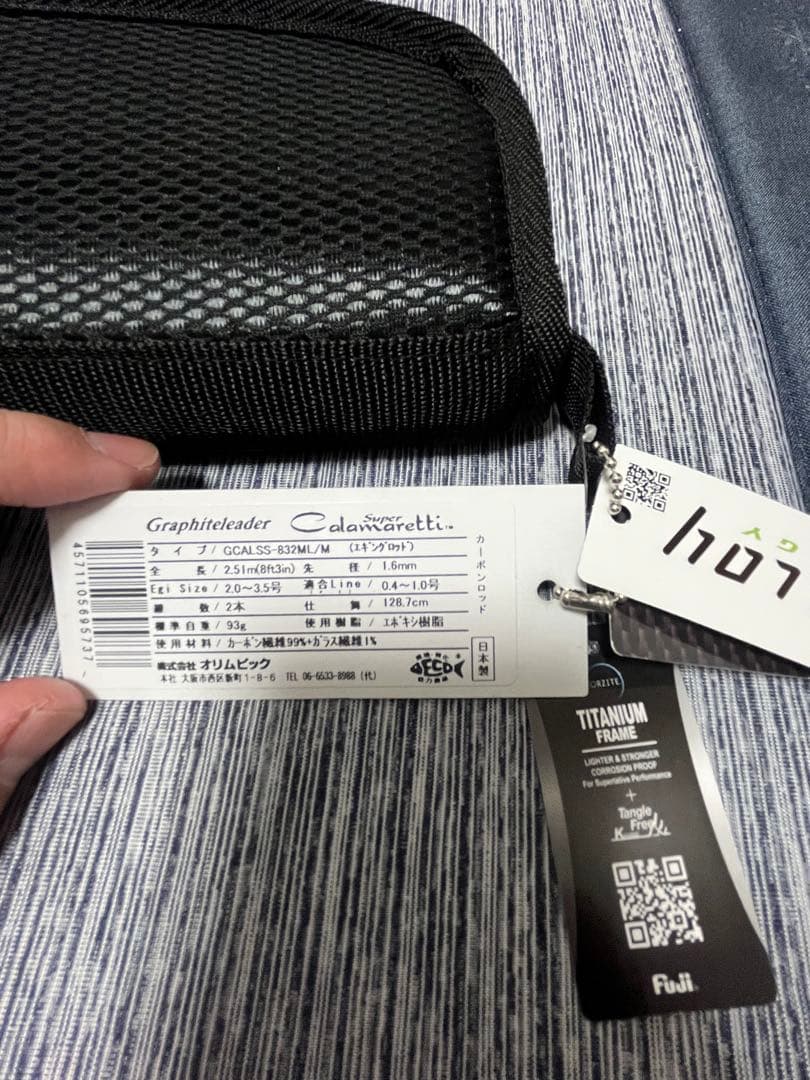 Graphiteleader Super Calamaretti™
タイプ / GCALSS-832ML/M (エギングロッド)
全長 / 2.51m(8ft3in) 先径 / 1.6mm
Egi Size / 2.0〜3.5号 適合Line / 0.4〜1.0号
継数 / 2本 仕舞 / 128.7cm
標準自重 / 93g 使用樹脂 / エポキシ樹脂
使用材料 / カーボン繊維99%+ガラス繊維1%
株式会社 オリムピック
本社 大阪市西区新町1-8-6 TEL 06-6533-8988 (代)
カーボンロッド
日本製
ECO
4571105695737
ORZITE
TITANIUM
FRAME
LIGHTER & STRONGER
CORROSION PROOF
For Superlative Performance
+
Tangle
Free
K
Fuji